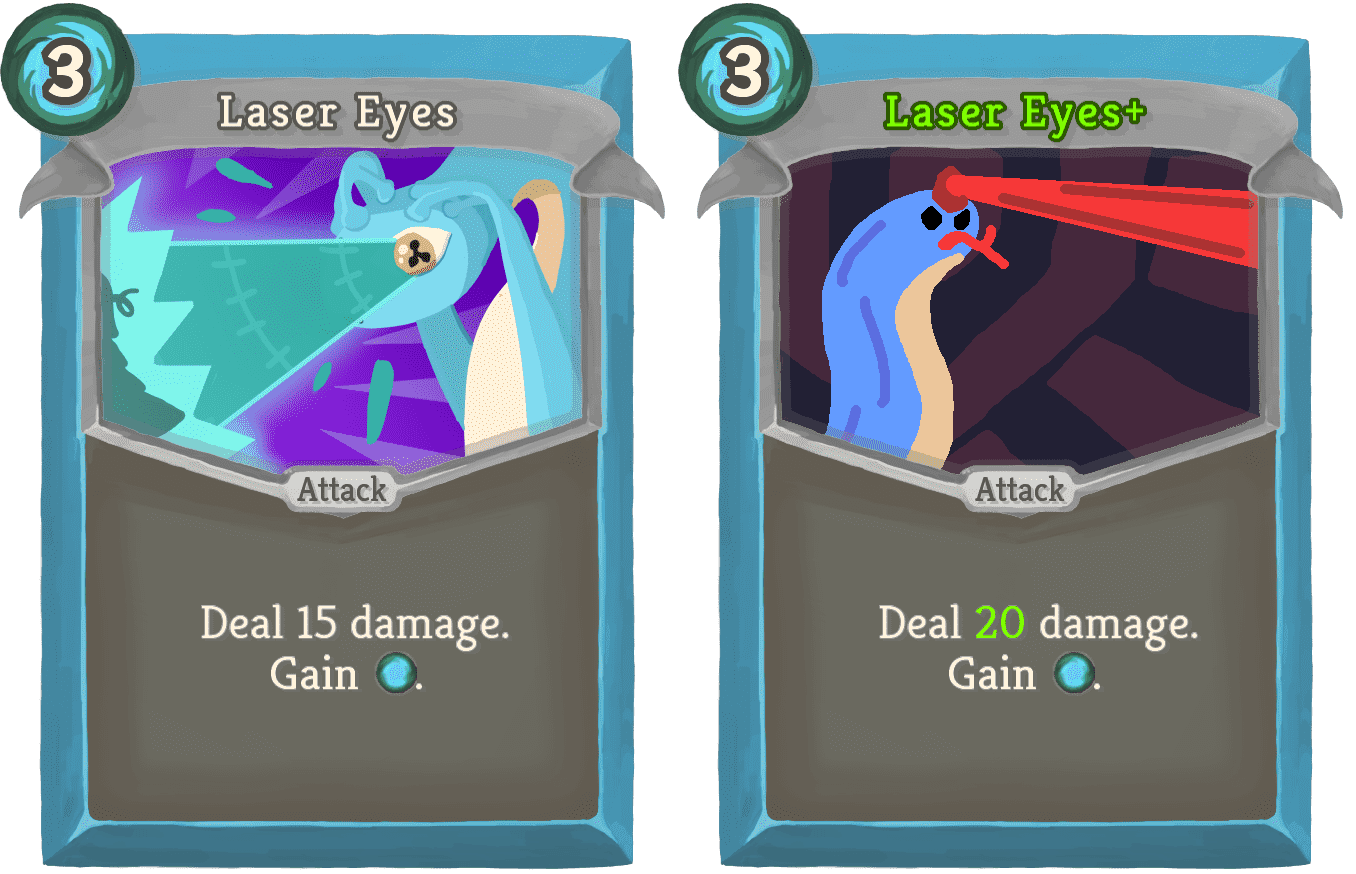 3
Laser Eyes
Attack
Deal 15 damage.
Gain .
3
Laser Eyes+
Attack
Deal 20 damage.
Gain .